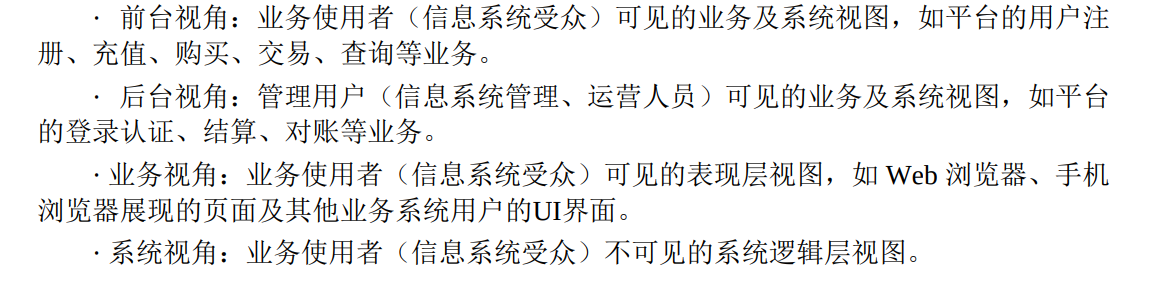 · 前台视角：业务使用者（信息系统受众）可见的业务及系统视图，如平台的用户注
册、充值、购买、交易、查询等业务。
· 后台视角：管理用户（信息系统管理、运营人员）可见的业务及系统视图，如平台
的登录认证、结算、对账等业务。
· 业务视角：业务使用者（信息系统受众）可见的表现层视图，如 Web 浏览器、手机
浏览器展现的页面及其他业务系统用户的UI界面。
· 系统视角：业务使用者（信息系统受众）不可见的系统逻辑层视图。